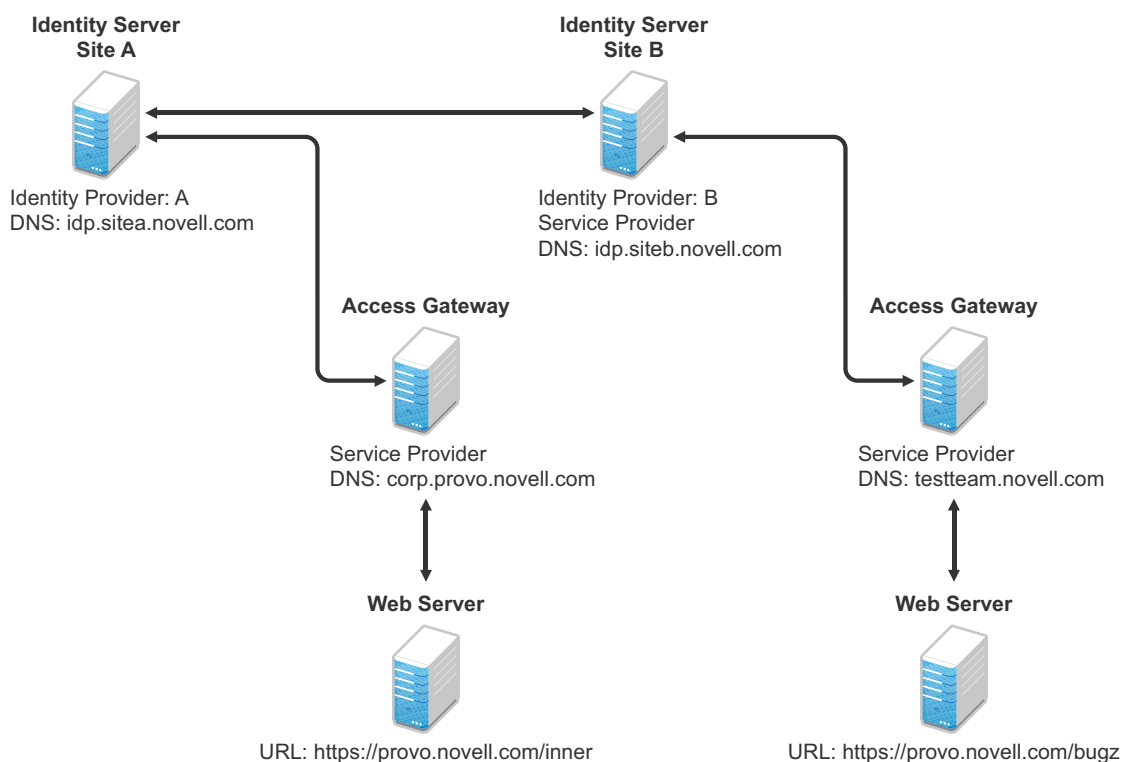 Identity Server
Site A
Identity Server
Site B
Identity Provider: A
DNS: idp.sitea.novell.com
Identity Provider: B
Service Provider
DNS: idp.siteb.novell.com
Access Gateway
Access Gateway
Service Provider
DNS: corp.provo.novell.com
Service Provider
DNS: testteam.novell.com
Web Server
Web Server
URL: https://provo.novell.com/inner
URL: https://provo.novell.com/bugz